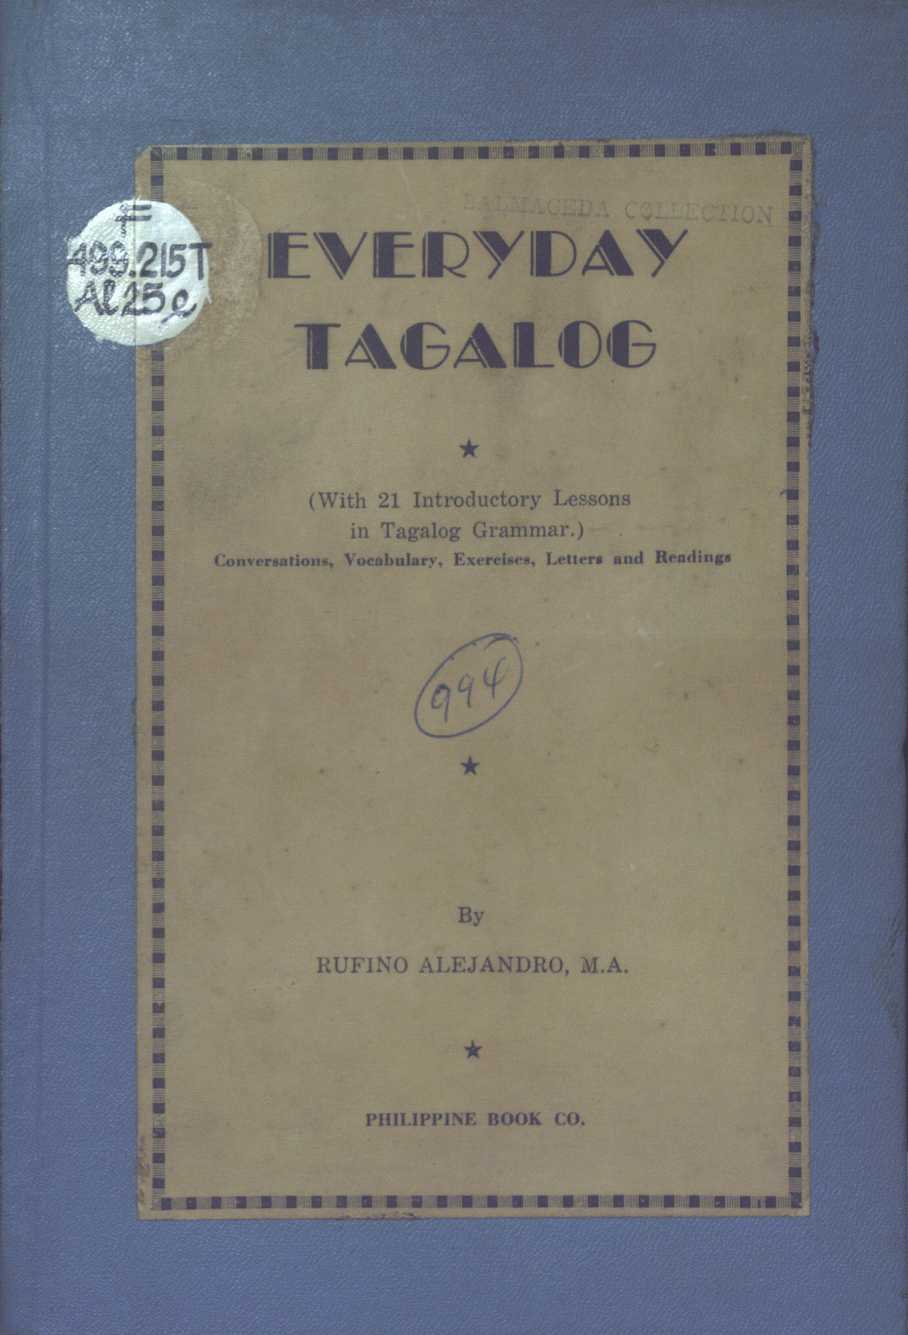 BALMACEDA COLLECTION
F
499.215T
Al25e
EVERYDAY
TAGALOG
(With 21 Introductory Lessons
in Tagalog Grammar.)
Conversations, Vocabulary, Exercises, Letters and Readings
994
By
RUFINO ALEJANDRO, M.A.
PHILIPPINE BOOK CO.